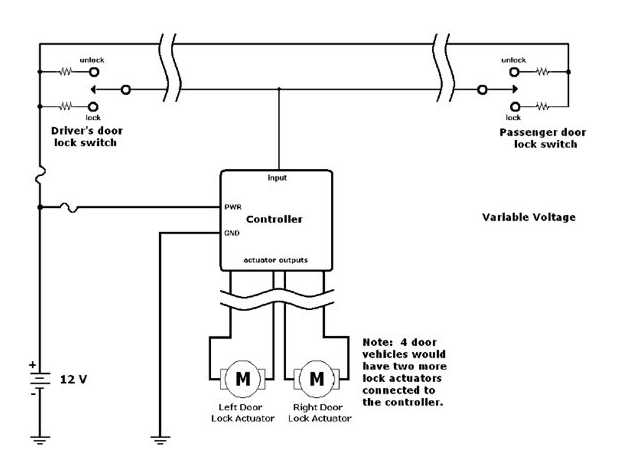 unlock
lock
Driver's door
lock switch
unlock
lock
Passenger door
lock switch
input
PWR
Controller
GND
actuator outputs
Variable Voltage
+
12 V
-
M
M
Left Door
Lock Actuator
Right Door
Lock Actuator
Note: 4 door
vehicles would
have two more
lock actuators
connected to
the controller.